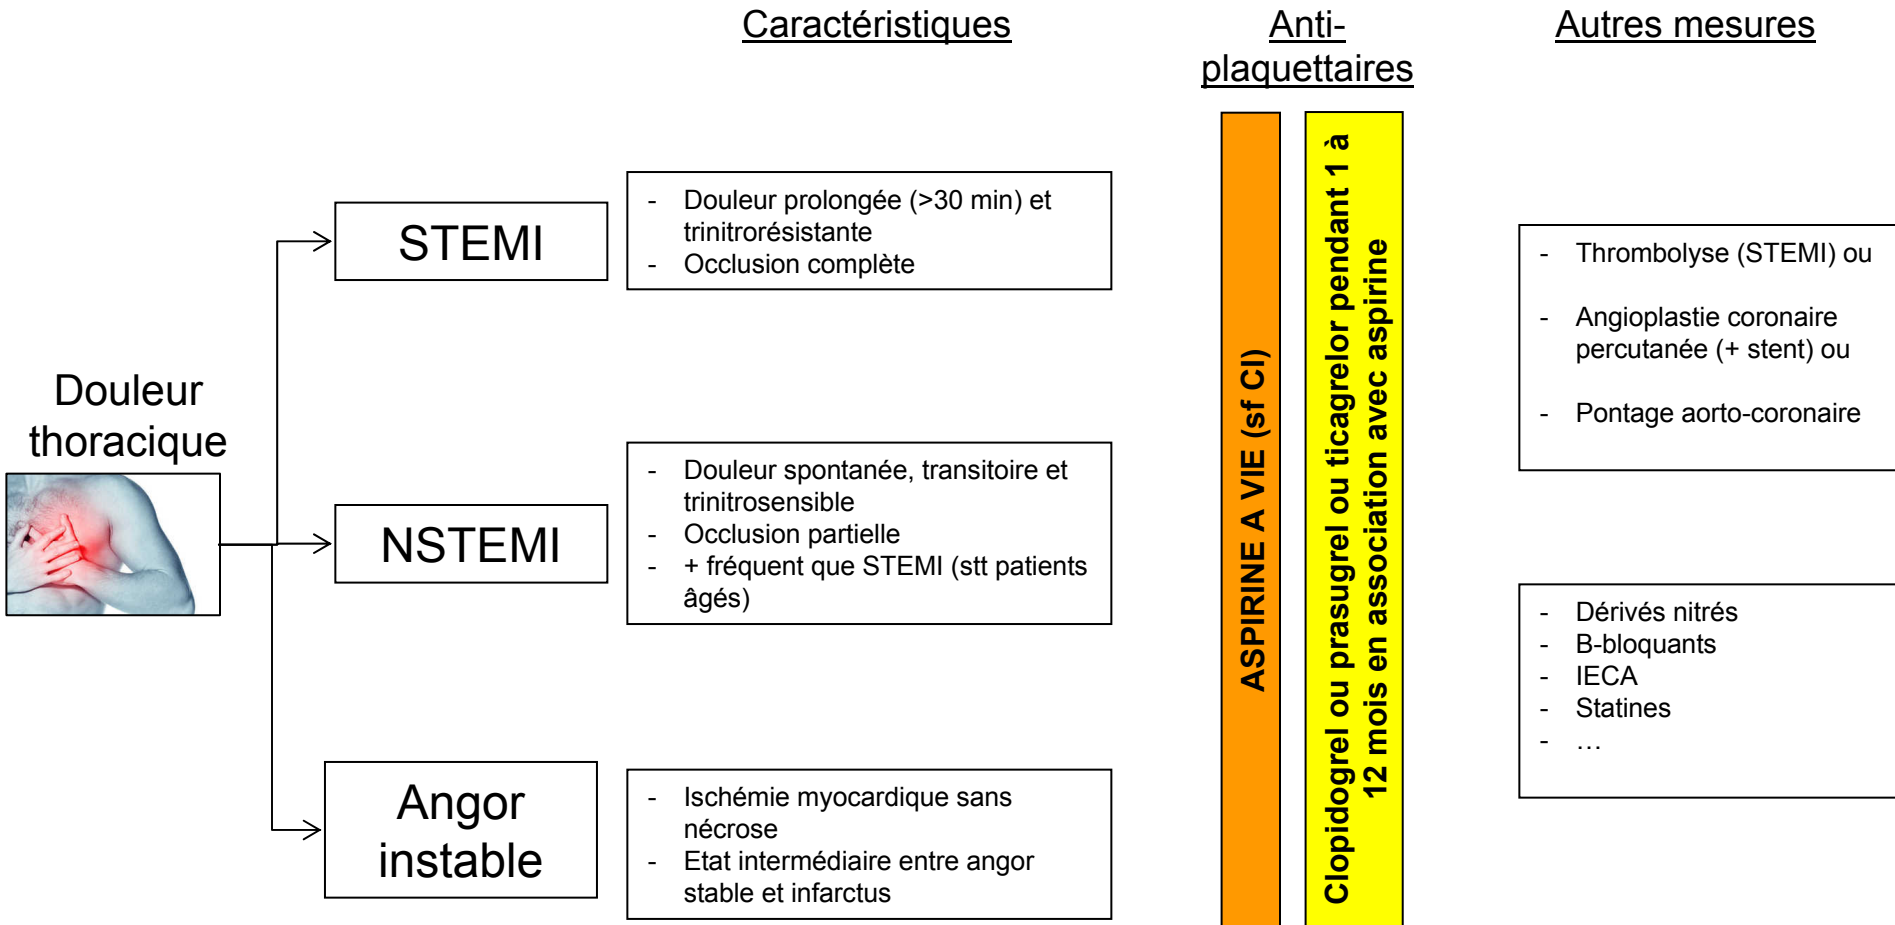 Caractéristiques
Anti-
plaquettaires
Autres mesures
Douleur
thoracique
STEMI
- Douleur prolongée (>30 min) et
trinitrorésistante
- Occlusion complète
NSTEMI
- Douleur spontanée, transitoire et
trinitrosensible
- Occlusion partielle
- + fréquent que STEMI (stt patients
âgés)
Angor
instable
- Ischémie myocardique sans
nécrose
- Etat intermédiaire entre angor
stable et infarctus
ASPIRINE A VIE (sf CI)
Clopidogrel ou prasugrel ou ticagrelor pendant 1 à
12 mois en association avec aspirine
- Thrombolyse (STEMI) ou
- Angioplastie coronaire
percutanée (+ stent) ou
- Pontage aorto-coronaire
- Dérivés nitrés
- B-bloquants
- IECA
- Statines
- …